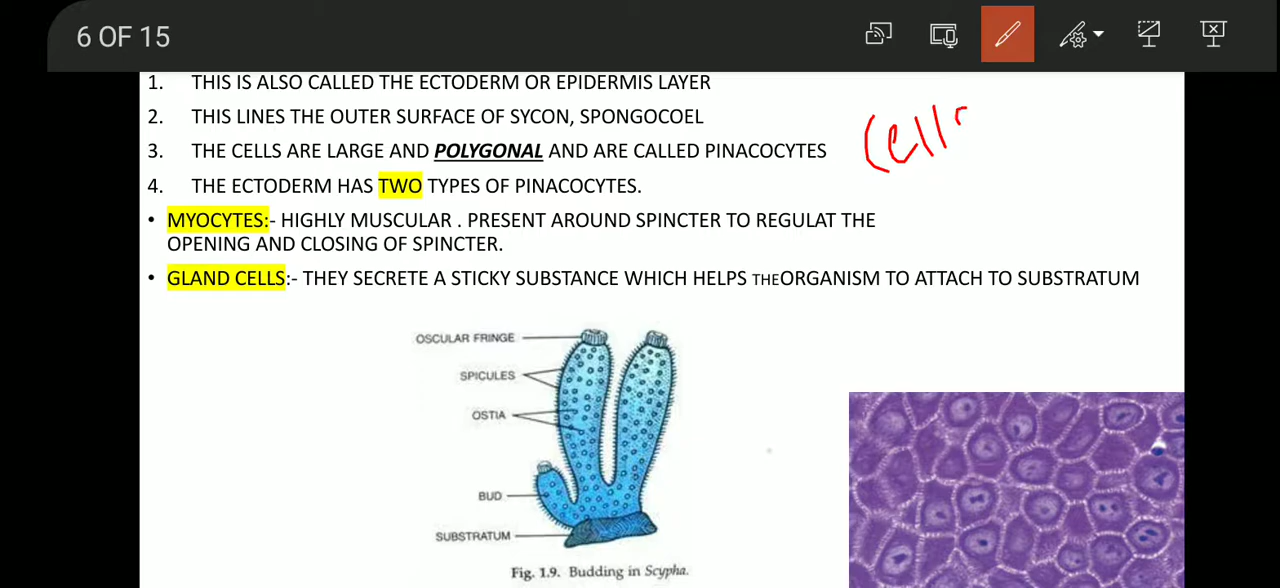 6 OF 15
1. THIS IS ALSO CALLED THE ECTODERM OR EPIDERMIS LAYER
2. THIS LINES THE OUTER SURFACE OF SYCON, SPONGOCOEL
3. THE CELLS ARE LARGE AND POLYGONAL AND ARE CALLED PINACOCYTES
Cells
4. THE ECTODERM HAS TWO TYPES OF PINACOCYTES.
• MYOCYTES:- HIGHLY MUSCULAR . PRESENT AROUND SPINCTER TO REGULAT THE
OPENING AND CLOSING OF SPINCTER.
• GLAND CELLS:- THEY SECRETE A STICKY SUBSTANCE WHICH HELPS THEORGANISM TO ATTACH TO SUBSTRATUM
OSCULAR FRINGE
SPICULES
OSTIA
BUD
SUBSTRATUM
Fig. 1.9. Budding in Scypha.